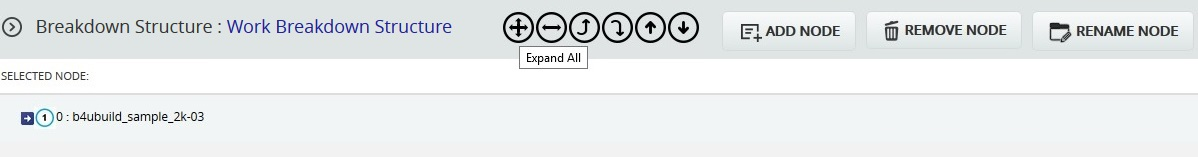 Breakdown Structure : Work Breakdown Structure
ADD NODE
REMOVE NODE
RENAME NODE
Expand All
SELECTED NODE:
1 0 : b4ubuild_sample_2k-03